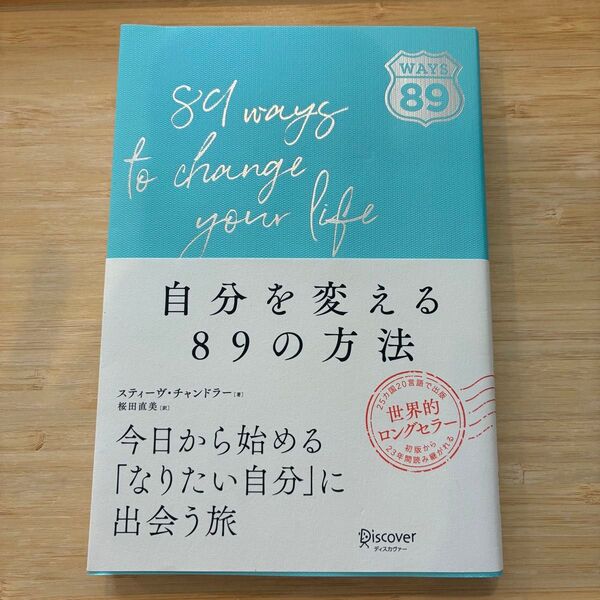 WAYS
89
89 ways
to change
your life
自分を変える
89の方法
スティーヴ・チャンドラー[著]
桜田直美[訳]
25カ国20言語で出版
世界的
ロングセラー
初版から
23年間読み継がれる
今日から始める
「なりたい自分」に
出会う旅
Discover
ディスカヴァー